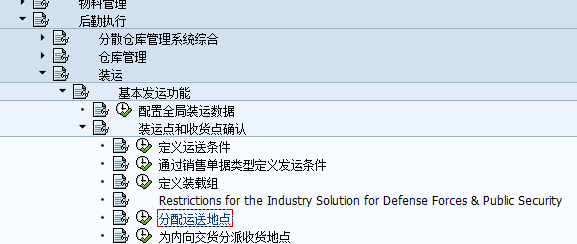 物料管理
后勤执行
分散仓库管理系统综合
仓库管理
装运
基本发运功能
配置全局装运数据
装运点和收货点确认
定义运送条件
通过销售单据类型定义发运条件
定义装载组
Restrictions for the Industry Solution for Defense Forces & Public Security
分配运送地点
为内向交货分派收货地点